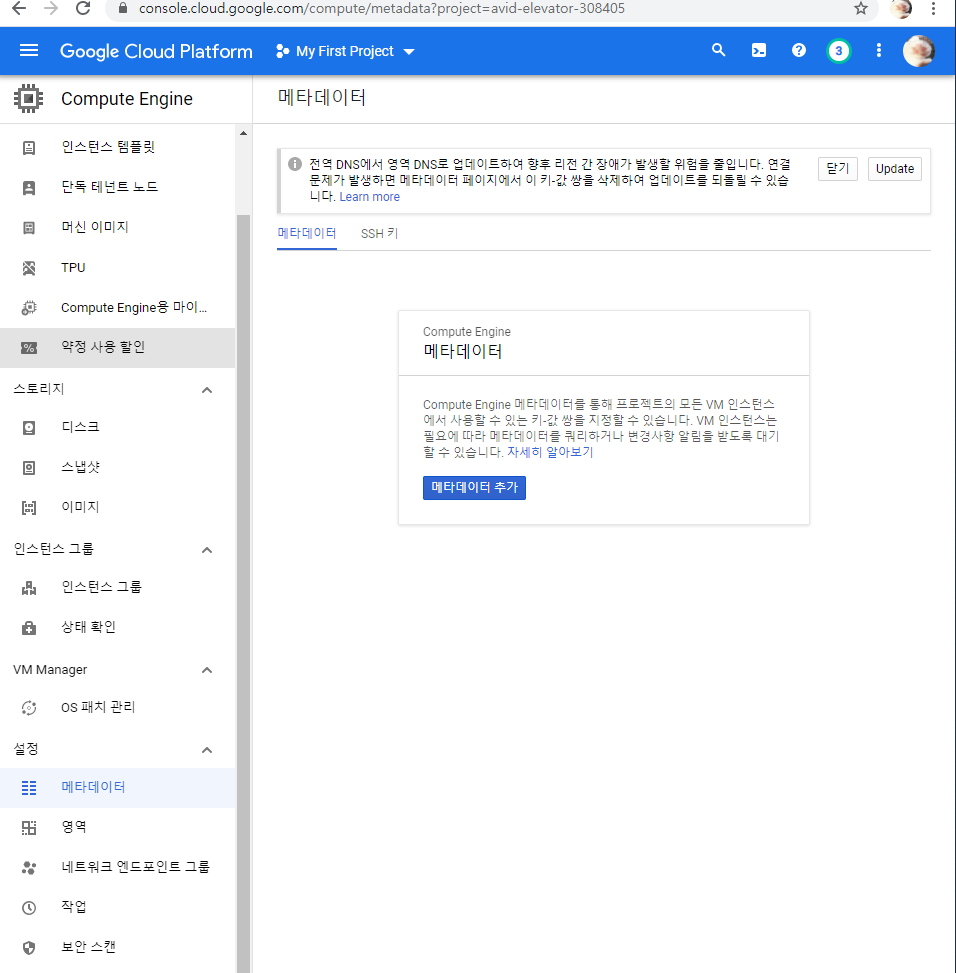 console.cloud.google.com/compute/metadata?project=avid-elevator-308405
Google Cloud Platform
My First Project
3
Compute Engine
인스턴스 템플릿
단독 테넌트 노드
머신 이미지
TPU
Compute Engine용 마이...
약정 사용 할인
스토리지
디스크
스냅샷
이미지
인스턴스 그룹
인스턴스 그룹
상태 확인
VM Manager
OS 패치 관리
설정
메타데이터
영역
네트워크 엔드포인트 그룹
작업
보안 스캔
메타데이터
전역 DNS에서 영역 DNS로 업데이트하여 향후 리전 간 장애가 발생할 위험을 줄입니다. 연결
문제가 발생하면 메타데이터 페이지에서 이 키-값 쌍을 삭제하여 업데이트를 되돌릴 수 있습
니다. Learn more
닫기
Update
메타데이터
SSH 키
Compute Engine
메타데이터
Compute Engine 메타데이터를 통해 프로젝트의 모든 VM 인스턴스
에서 사용할 수 있는 키-값 쌍을 지정할 수 있습니다. VM 인스턴스는
필요에 따라 메타데이터를 쿼리하거나 변경사항 알림을 받도록 대기
할 수 있습니다. 자세히 알아보기
메타데이터 추가